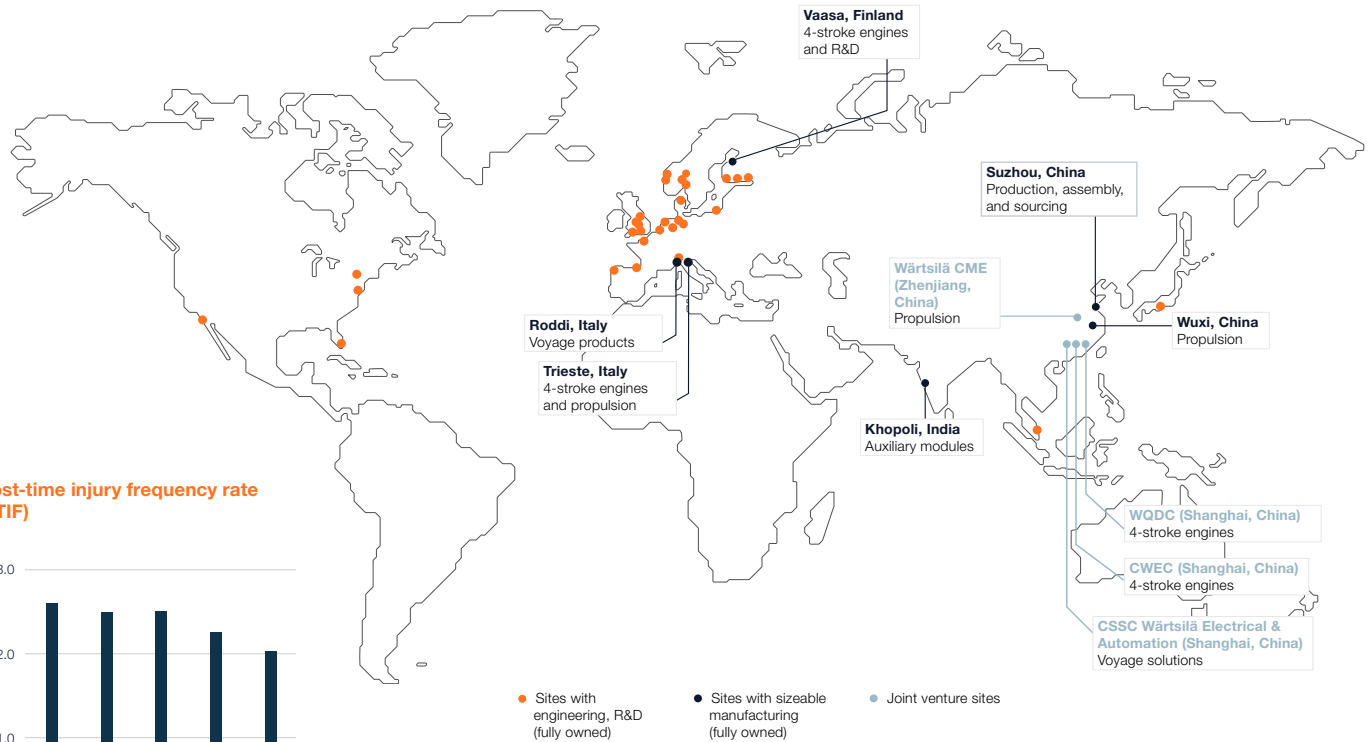 Vaasa, Finland
4-stroke engines
and R&D
Suzhou, China
Production, assembly,
and sourcing
Wärtsilä CME
(Zhenjiang,
China)
Propulsion
Wuxi, China
Propulsion
Roddi, Italy
Voyage products
Trieste, Italy
4-stroke engines
and propulsion
Khopoli, India
Auxiliary modules
WQDC (Shanghai, China)
4-stroke engines
CWEC (Shanghai, China)
4-stroke engines
CSSC Wärtsilä Electrical &
Automation (Shanghai, China)
Voyage solutions
ost-time injury frequency rate
TIF)
3.0
2.0
1.0
Sites with
engineering, R&D
(fully owned)
Sites with sizeable
manufacturing
(fully owned)
Joint venture sites